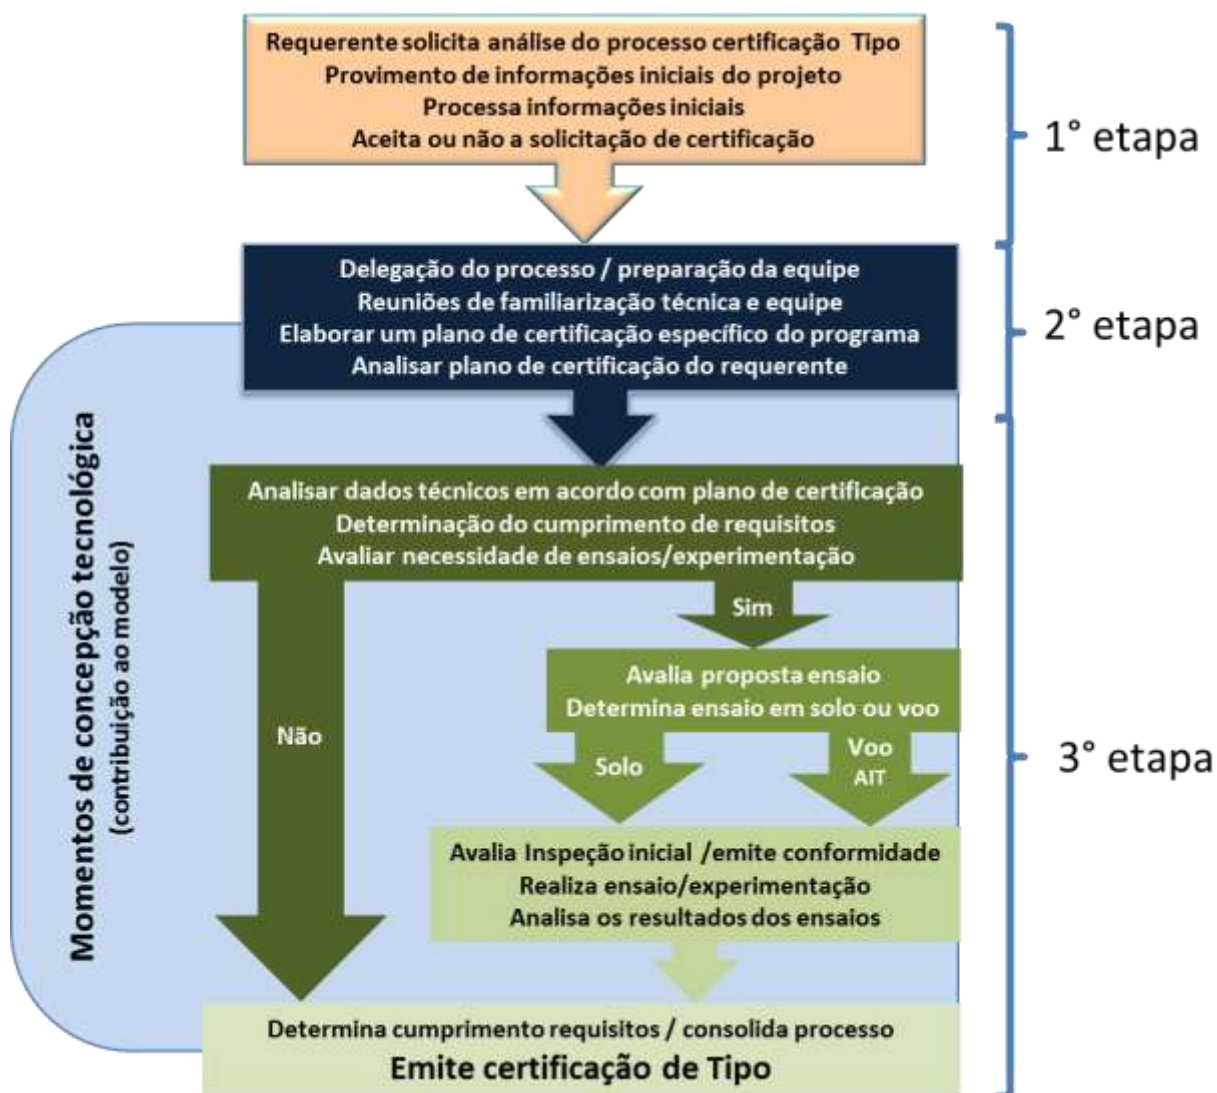 Requerente solicita análise do processo certificação Tipo
Provimento de informações iniciais do projeto
Processa informações iniciais
Aceita ou não a solicitação de certificação
1° etapa
Delegação do processo / preparação da equipe
Reuniões de familiarização técnica e equipe
Elaborar um plano de certificação específico do programa
Analisar plano de certificação do requerente
2° etapa
Momentos de concepção tecnológica
(contribuição ao modelo)
Analisar dados técnicos em acordo com plano de certificação
Determinação do cumprimento de requisitos
Avaliar necessidade de ensaios/experimentação
Sim
Avalia proposta ensaio
Determina ensaio em solo ou voo
Não
Solo
Voo
AIT
3° etapa
Avalia Inspeção inicial /emite conformidade
Realiza ensaio/experimentação
Analisa os resultados dos ensaios
Determina cumprimento requisitos / consolida processo
Emite certificação de Tipo